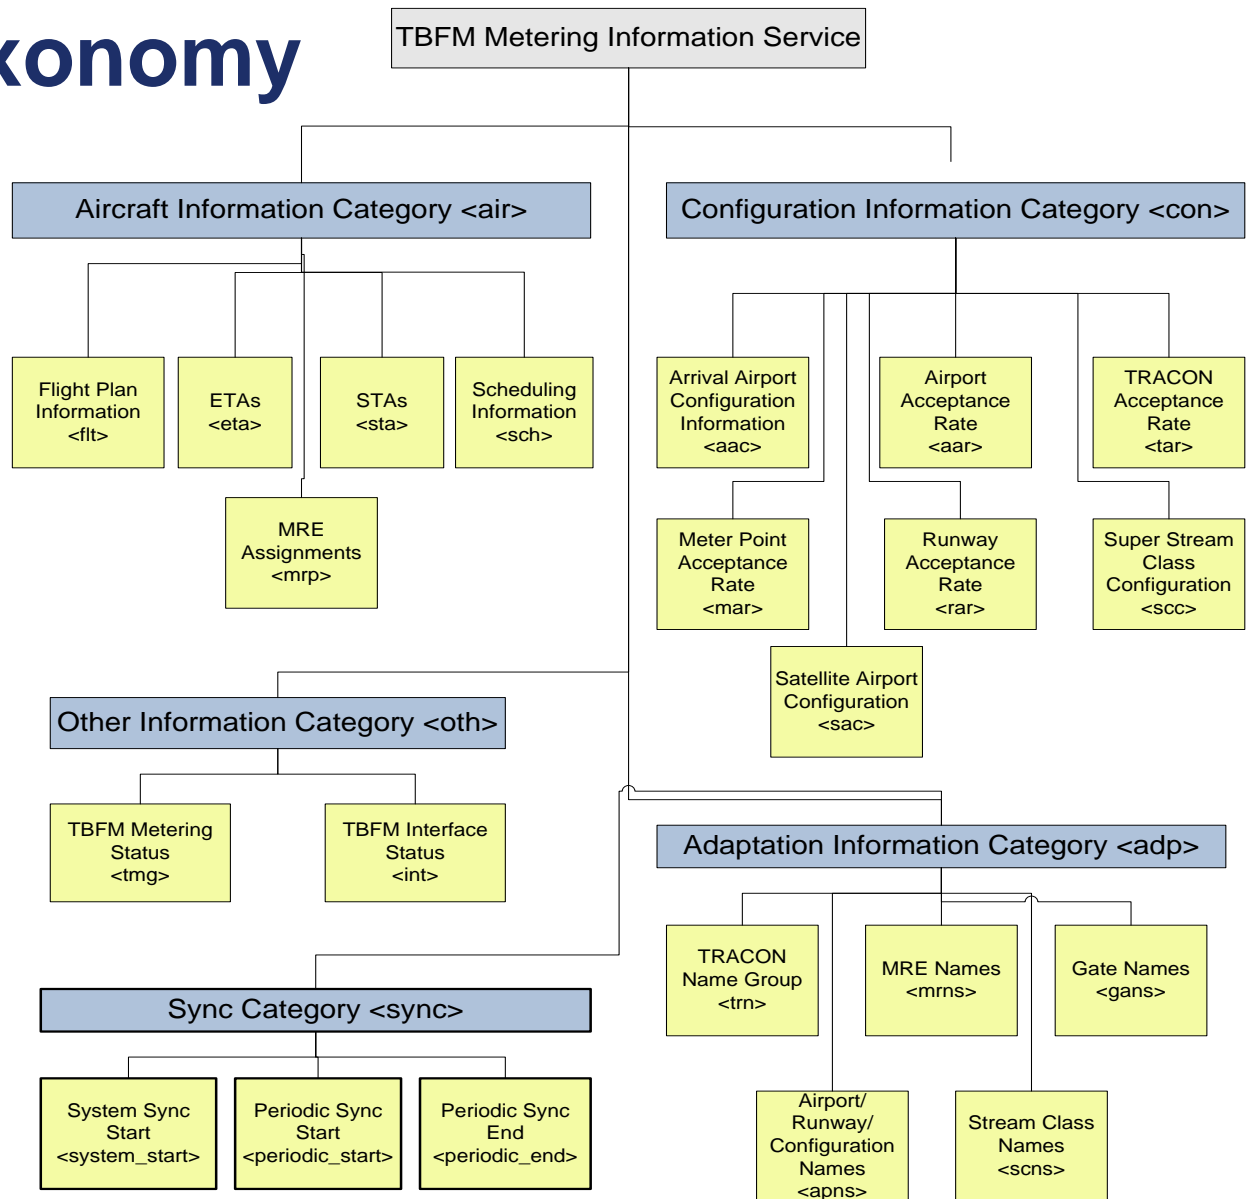 xonomy
TBFM Metering Information Service
Aircraft Information Category <air>
Configuration Information Category <con>
Flight Plan
Information
<flt>
ETAs
<eta>
STAs
<sta>
Scheduling
Information
<sch>
MRE
Assignments
<mrp>
Arrival Airport
Configuration
Information
<aac>
Airport
Acceptance
Rate
<aar>
TRACON
Acceptance
Rate
<tar>
Meter Point
Acceptance
Rate
<mar>
Runway
Acceptance
Rate
<rar>
Super Stream
Class
Configuration
<scc>
Satellite Airport
Configuration
<sac>
Other Information Category <oth>
TBFM Metering
Status
<tmg>
TBFM Interface
Status
<int>
Adaptation Information Category <adp>
TRACON
Name Group
<trn>
MRE Names
<mrns>
Gate Names
<gans>
Airport/
Runway/
Configuration
Names
<apns>
Stream Class
Names
<scns>
Sync Category <sync>
System Sync
Start
<system_start>
Periodic Sync
Start
<periodic_start>
Periodic Sync
End
<periodic_end>